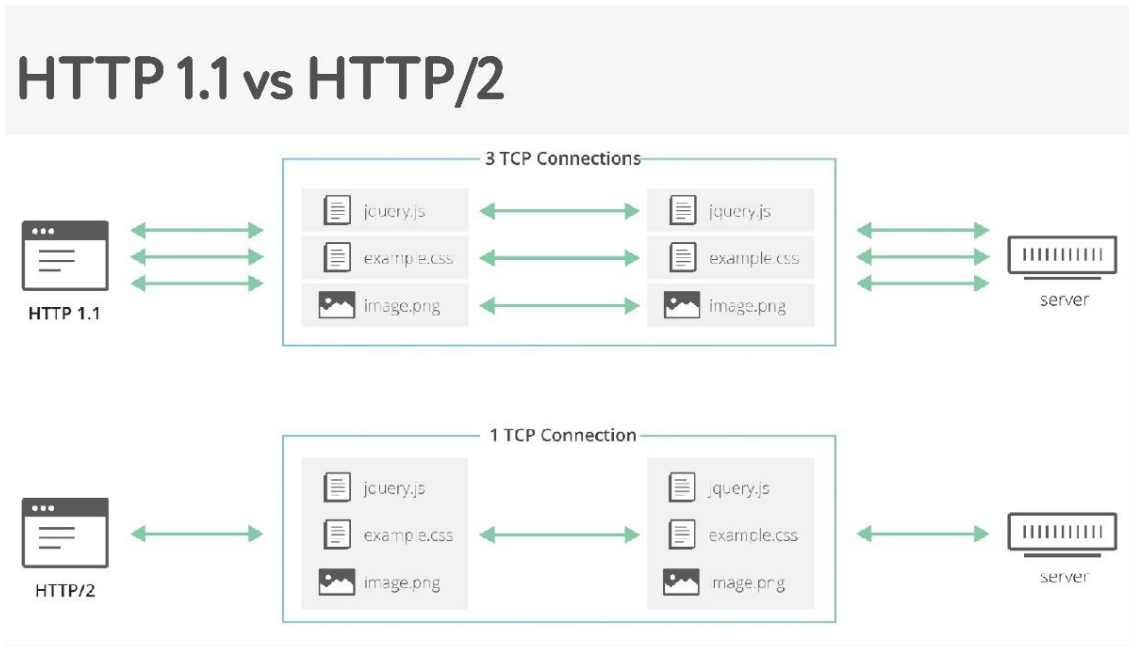 HTTP 1.1 vs HTTP/2
3 TCP Connections
jquery.js jquery.js
example.css example.css
image.png image.png
HTTP 1.1
server
1 TCP Connection
jquery.js jquery.js
example.css example.css
image.png image.png
HTTP/2
server